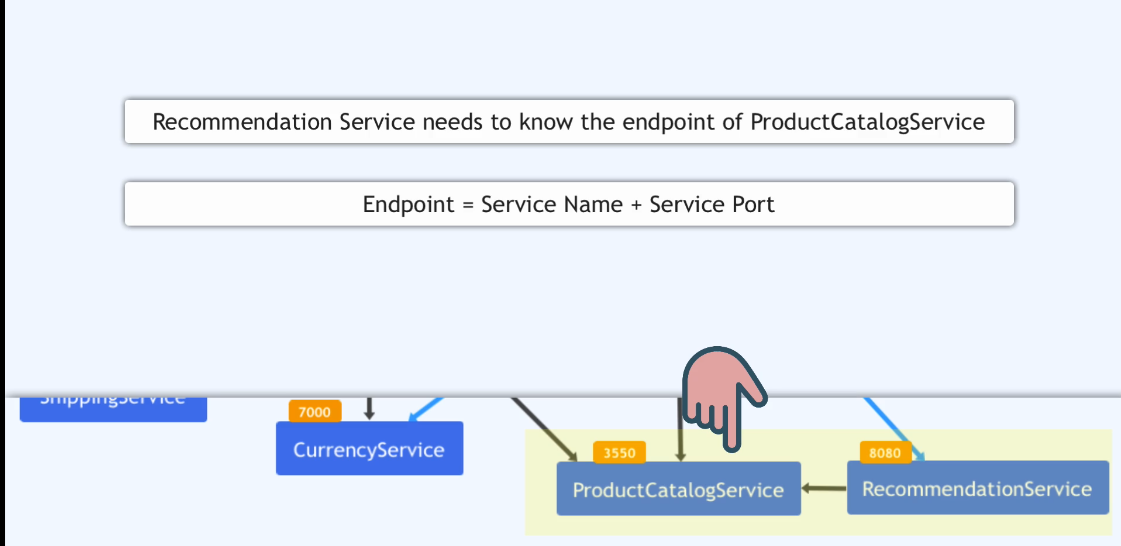 Recommendation Service needs to know the endpoint of ProductCatalogService
Endpoint = Service Name + Service Port
ShippingService
7000
CurrencyService
3550
8080
ProductCatalogService
RecommendationService